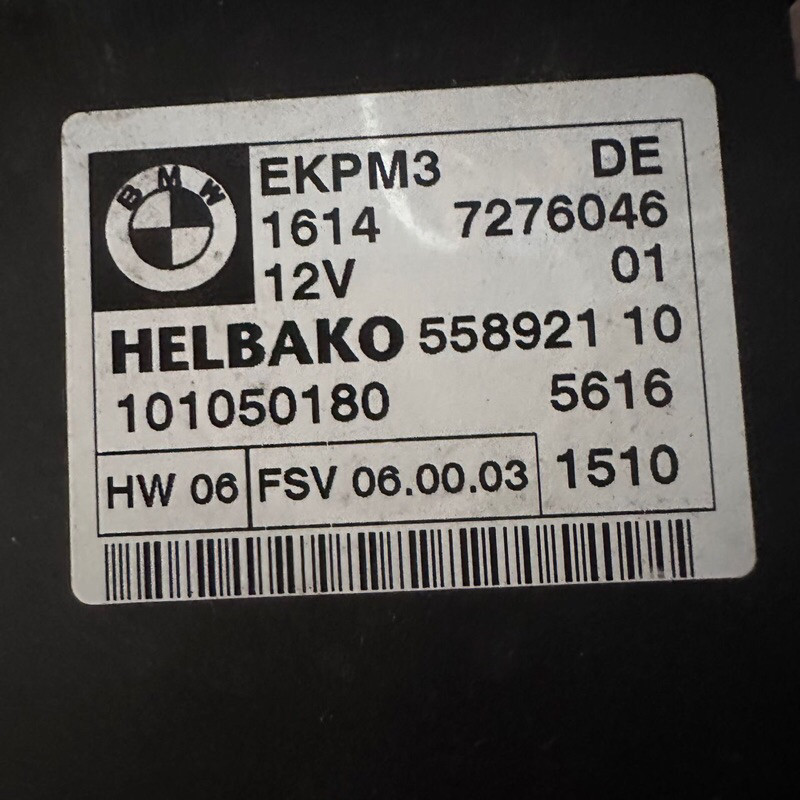 BMW
EKPM3 DE
1614 7276046
12V 01
HELBAKO 558921 10
101050180 5616
HW 06 FSV 06.00.03 1510